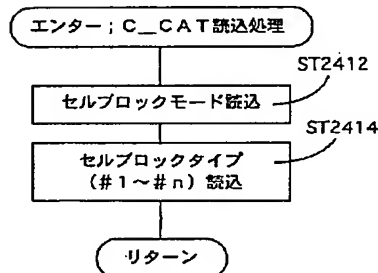 エンター;C__CAT読込処理
ST2412
セルブロックモード読込
ST2414
セルブロックタイプ
(#1~#n)読込
リターン